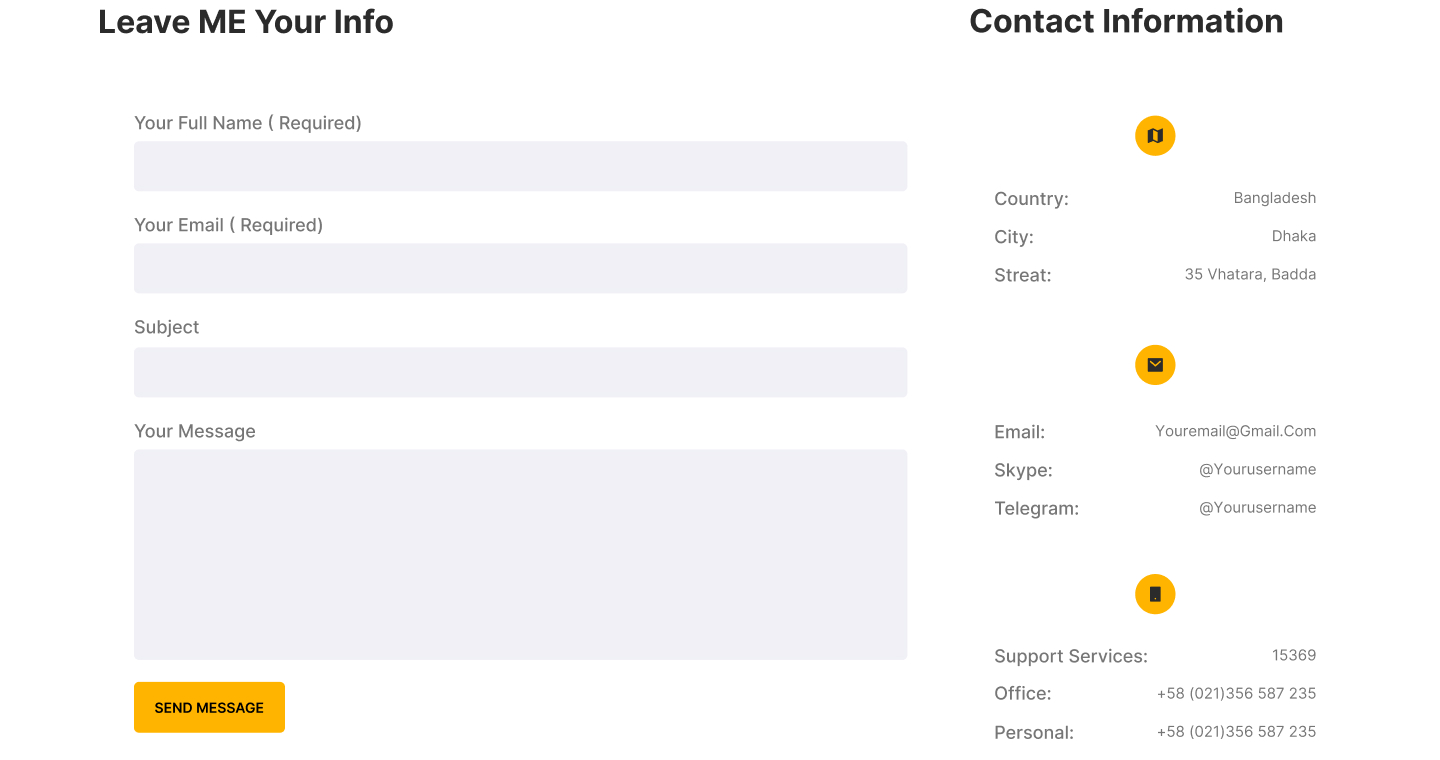 Leave ME Your Info
Your Full Name ( Required)
Your Email ( Required)
Subject
Your Message
SEND MESSAGE
Contact Information
Country: Bangladesh
City: Dhaka
Streat: 35 Vhatara, Badda
Email: Youremail@Gmail.Com
Skype: @Yourusername
Telegram: @Yourusername
Support Services: 15369
Office: +58 (021)356 587 235
Personal: +58 (021)356 587 235